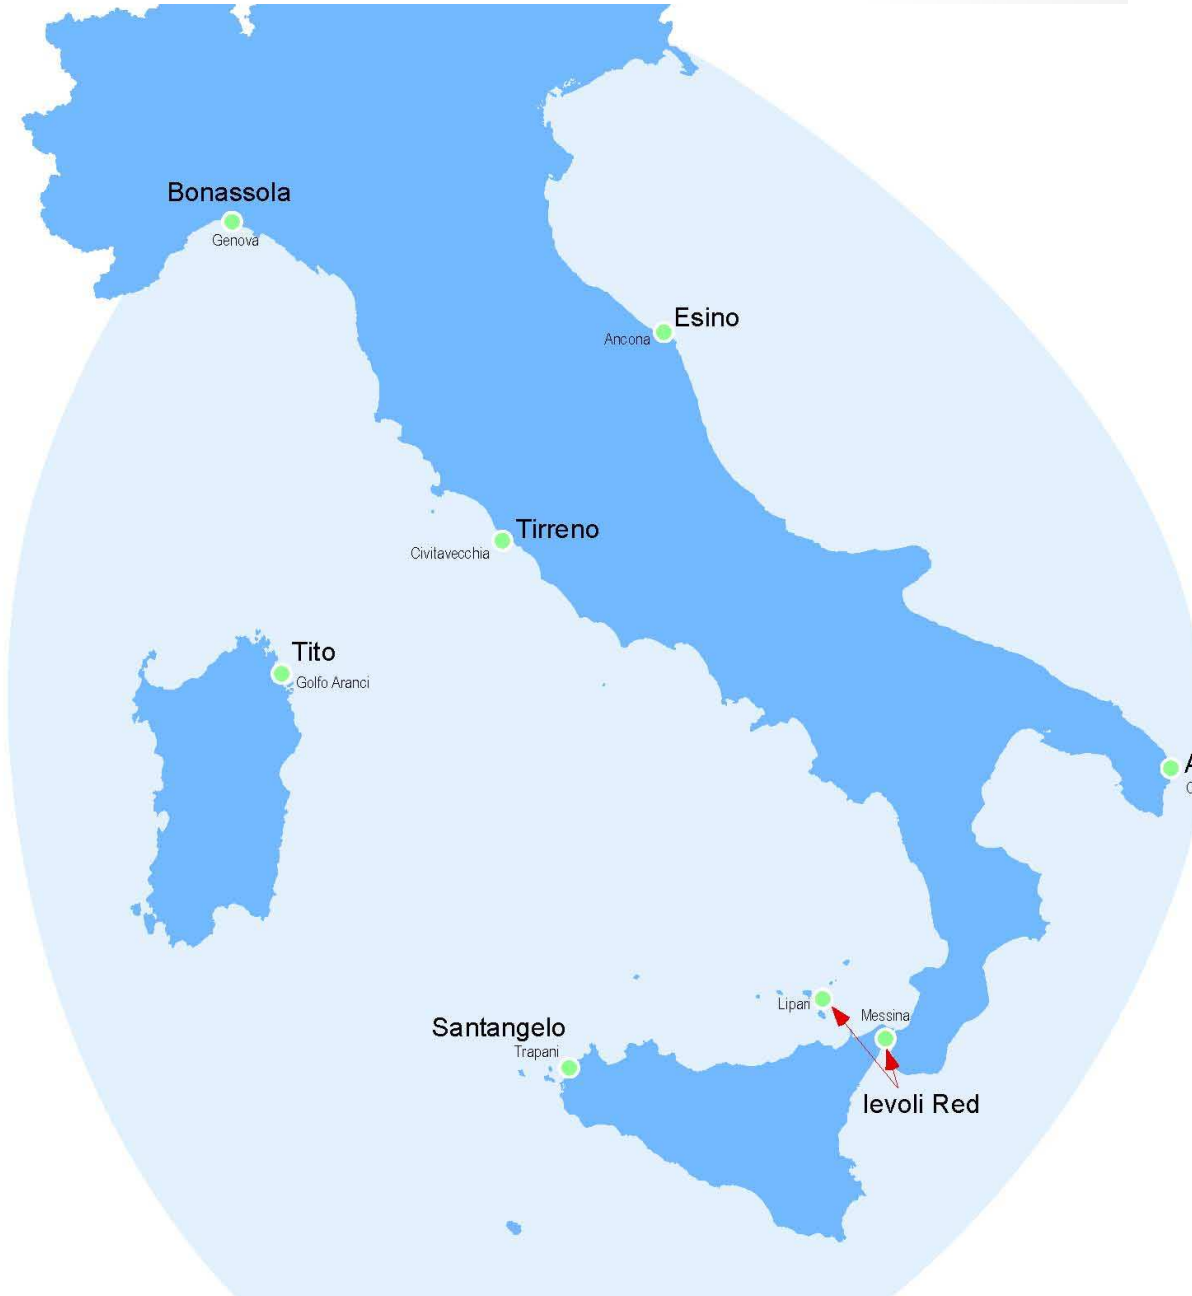 Bonassola
Genova
Esino
Ancona
Tirreno
Civitavecchia
Tito
Golfo Aranci
A
Lipari
Messina
Santangelo
Trapani
Ievoli Red